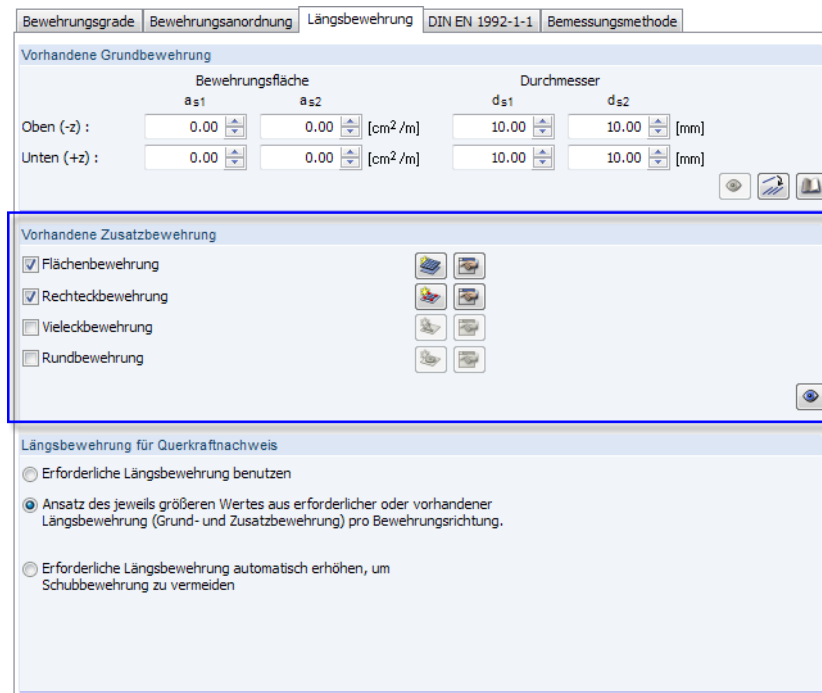 Bewehrungsgrade Bewehrungsanordnung Längsbewehrung DIN EN 1992-1-1 Bemessungsmethode
Vorhandene Grundbewehrung
Bewehrungsfläche Durchmesser
as1 as2 ds1 ds2
Oben (-z) : 0.00 0.00 [cm2/m] 10.00 10.00 [mm]
Unten (+z) : 0.00 0.00 [cm2/m] 10.00 10.00 [mm]
Vorhandene Zusatzbewehrung
Flächenbewehrung
Rechteckbewehrung
Vieleckbewehrung
Rundbewehrung
Längsbewehrung für Querkraftnachweis
Erforderliche Längsbewehrung benutzen
Ansatz des jeweils größeren Wertes aus erforderlicher oder vorhandener
Längsbewehrung (Grund- und Zusatzbewehrung) pro Bewehrungsrichtung.
Erforderliche Längsbewehrung automatisch erhöhen, um
Schubbewehrung zu vermeiden